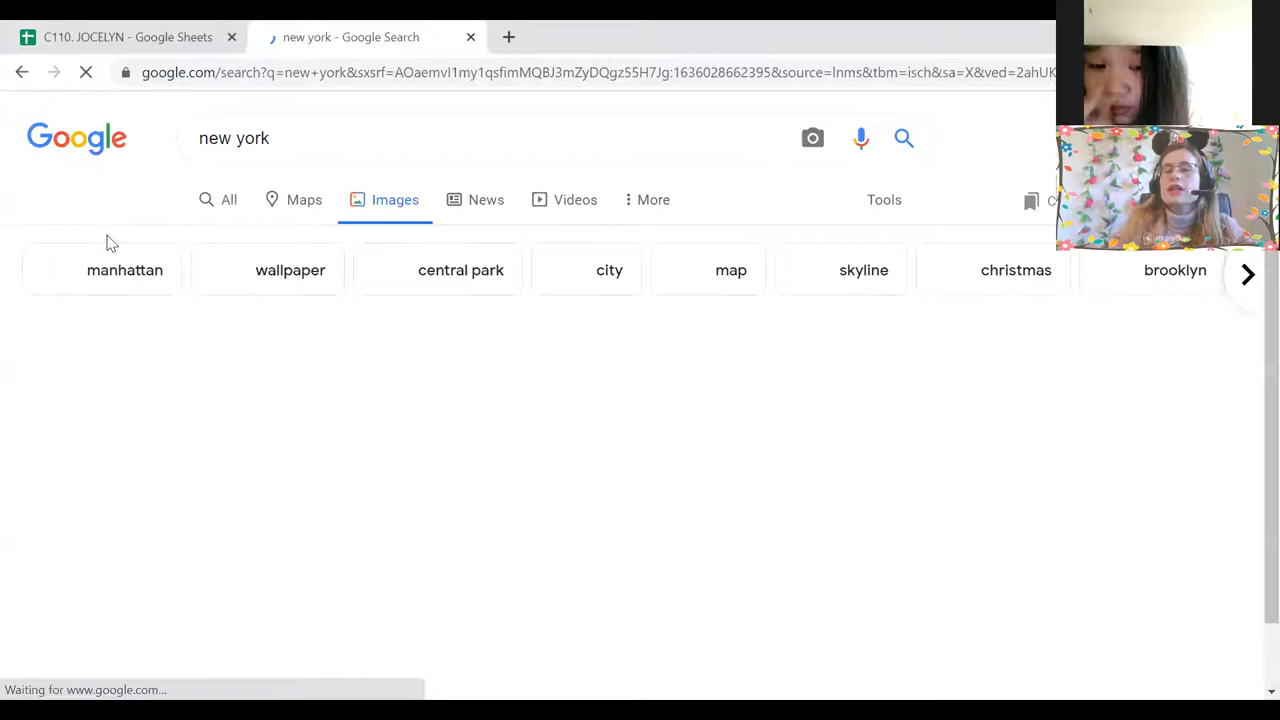 C110. JOCELYN - Google Sheets
new york - Google Search
google.com/search?q=new+york&sxsrf=AOaemvl1my1qsfimMQBJ3mZyDQgz55H7Jg:1636028662395&source=lnms&tbm=isch&sa=X&ved=2ahUK
Google
new york
All Maps Images News Videos More Tools
manhattan wallpaper central park city map skyline christmas brooklyn
Waiting for www.google.com...